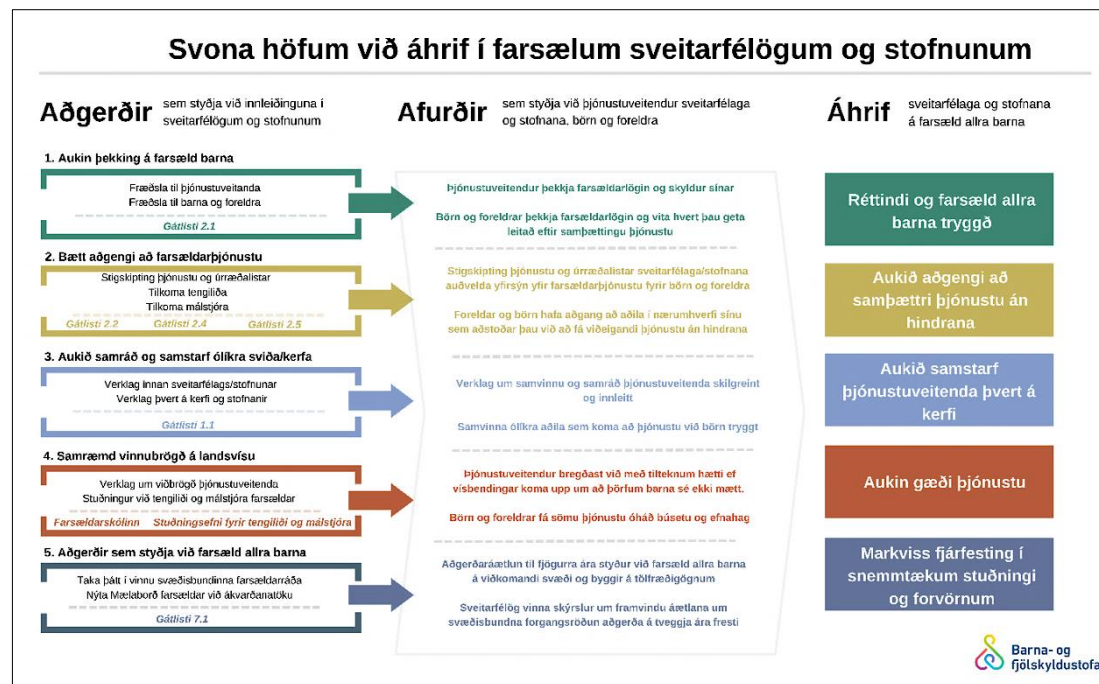 Svona höfum við áhrif í farsælum sveitarfélögum og stofnunum
Aðgerðir
sem styðja við innleiðinguna í
sveitarfélögum og stofnunum
Afurðir
sem styðja við þjónustuveitendur sveitarfélaga
og stofnana, börn og foreldra
Áhrif
sveitarfélaga og stofnana
á farsæld allra barna
1. Aukin þekking á farsæld barna
Fræðsla til þjónustuveitanda
Fræðsla til barna og foreldra
Gátlisti 2.1
Þjónustuveitendur þekkja farsældarlögin og skyldur sínar
Börn og foreldrar þekkja farsældarlögin og vita hvert þau geta
leitað eftir samþættingu þjónustu
Réttindi og farsæld allra
barna tryggð
2. Bætt aðgengi að farsældarþjónustu
Stigskipting þjónustu og úrræðalistar
Tilkoma tengiliða
Tilkoma málstjóra
Gátlisti 2.2 Gátlisti 2.4 Gátlisti 2.5
Stigskipting þjónustu og úrræðalistar sveitarfélaga/stofnana
auðvelda yfirsýn yfir farsældarþjónustu fyrir börn og foreldra
Foreldar og börn hafa aðgang að aðila í nærumhverfi sínu
sem aðstoðar þau við að fá viðeigandi þjónustu án hindrana
Aukið aðgengi að
samþættri þjónustu án
hindrana
3. Aukið samráð og samstarf ólíkra sviða/kerfa
Verklag innan sveitarfélags/stofnunar
Verklag þvert á kerfi og stofnanir
Gátlisti 1.1
Verklag um samvinnu og samráð þjónustuveitenda skilgreint
og innleitt
Samvinna ólíkra aðila sem koma að þjónustu við börn tryggt
Aukið samstarf
þjónustuveitenda þvert á
kerfi
4. Samræmd vinnubrögð á landsvísu
Verklag um viðbrögð þjónustuveitenda
Stuðningur við tengiliði og málstjóra farsældar
Farsældarskólinn Stuðningsefni fyrir tengiliði og málstjóra
Þjónustuveitendur bregðast við með tilteknum hætti ef
vísbendingar koma upp um að þörfum barna sé ekki mætt.
Börn og foreldrar fá sömu þjónustu óháð búsetu og efnahag
Aukin gæði þjónustu
5. Aðgerðir sem styðja við farsæld allra barna
Taka þátt í vinnu svæðisbundinna farsældarráða
Nýta Mælaborð farsældar við ákvarðanatöku
Gátlisti 7.1
Aðgerðaráætlun til fjögurra ára styður við farsæld allra barna
á viðkomandi svæði og byggir á tölfræðigögnum
Sveitarfélög vinna skýrslur um framvindu áætlana um
svæðisbundna forgangsröðun aðgerða á tveggja ára fresti
Markviss fjárfesting í
snemmtækum stuðningi
og forvörnum
Barna- og
fjölskyldustofa